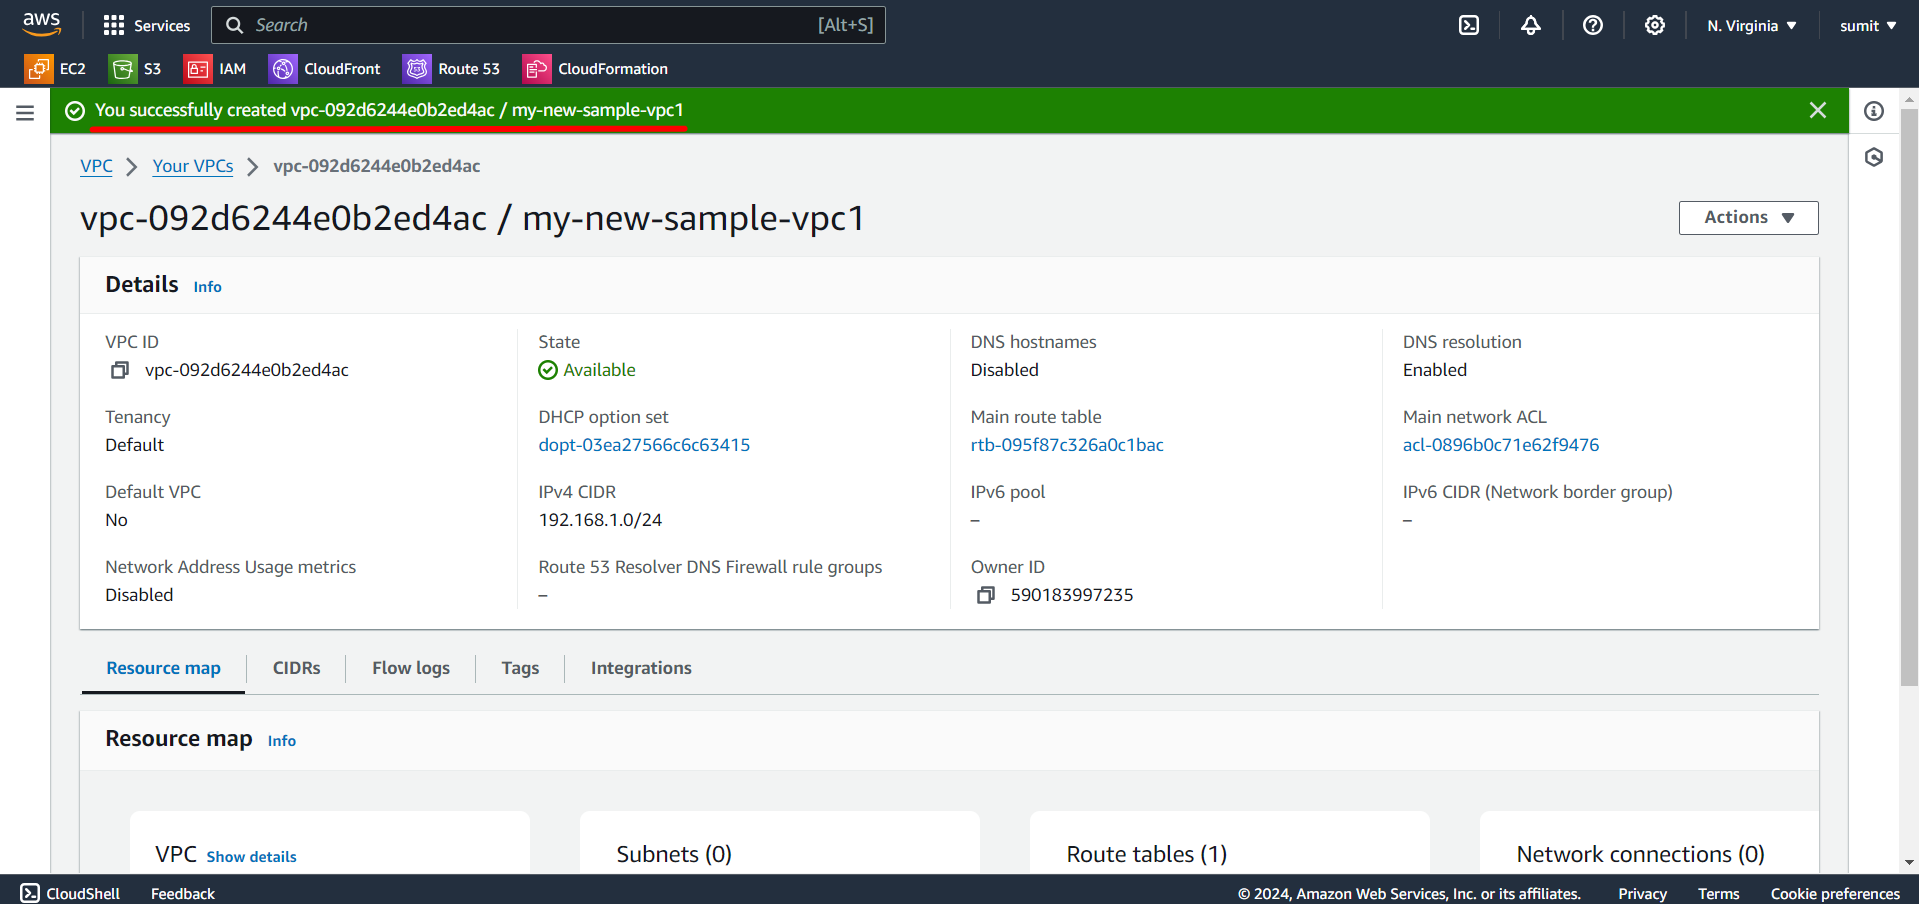 aws Services Search [Alt+S] N. Virginia sumit
EC2 S3 IAM CloudFront Route 53 CloudFormation
You successfully created vpc-092d6244e0b2ed4ac / my-new-sample-vpc1
VPC Your VPCs vpc-092d6244e0b2ed4ac
vpc-092d6244e0b2ed4ac / my-new-sample-vpc1
Actions
Details Info
VPC ID
vpc-092d6244e0b2ed4ac
State
Available
DNS hostnames
Disabled
DNS resolution
Enabled
Tenancy
Default
DHCP option set
dopt-03ea27566c6c63415
Main route table
rtb-095f87c326a0c1bac
Main network ACL
acl-0896b0c71e62f9476
Default VPC
No
IPv4 CIDR
192.168.1.0/24
IPv6 pool
–
IPv6 CIDR (Network border group)
–
Network Address Usage metrics
Disabled
Route 53 Resolver DNS Firewall rule groups
–
Owner ID
590183997235
Resource map CIDRs Flow logs Tags Integrations
Resource map Info
VPC Show details
Subnets (0)
Route tables (1)
Network connections (0)
CloudShell Feedback © 2024, Amazon Web Services, Inc. or its affiliates. Privacy Terms Cookie preferences